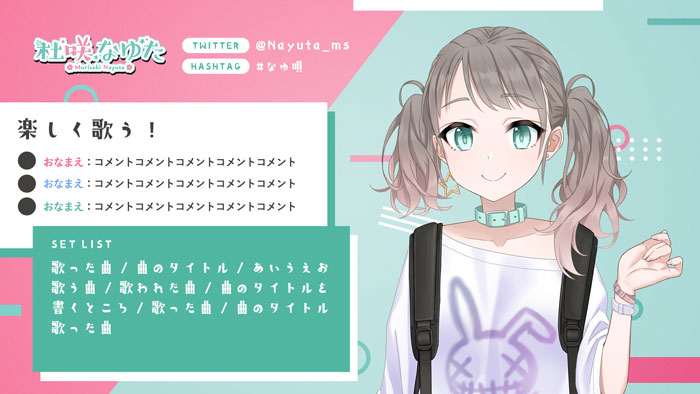 杜咲なゆた
Morisaki Nayuta
TWITTER @Nayuta_ms
HASHTAG #なゆ唄
楽しく歌う！
おなまえ：コメントコメントコメントコメントコメント
おなまえ：コメントコメントコメントコメントコメント
おなまえ：コメントコメントコメントコメントコメント
SET LIST
歌った曲 / 曲のタイトル / あいうえお
歌う曲 / 歌われた曲 / 曲のタイトルを
書くところ / 歌った曲 / 曲のタイトル
歌った曲